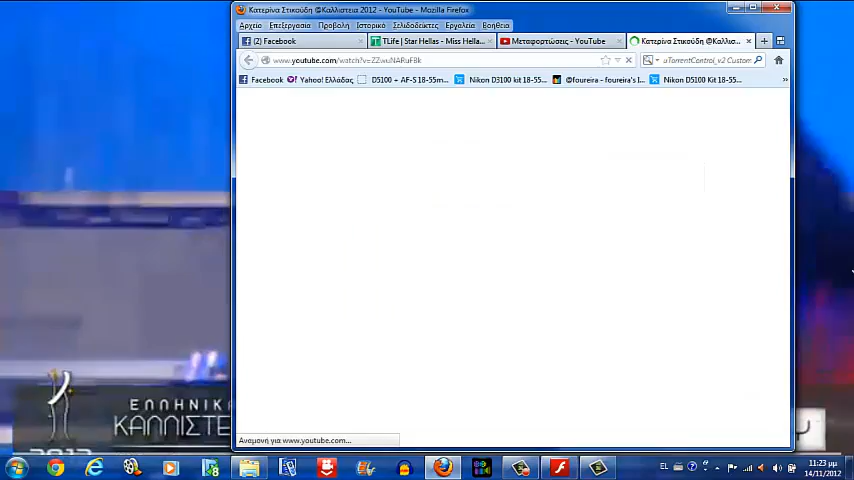 Κατερίνα Στικούδη @Καλλιστεια 2012 - YouTube - Mozilla Firefox
Αρχείο Επεξεργασία Προβολή Ιστορικό Σελιδοδείκτες Εργαλεία Βοήθεια
(2) Facebook TLife | Star Hellas - Miss Hella... Μεταφορτώσεις - YouTube Κατερίνα Στικούδη @Καλλισ...
www.youtube.com/watch?v=ZZwuNARuFBk uTorrentControl_v2 Custom
Facebook Yahoo! Ελλάδας D5100 + AF-S 18-55m... Nikon D3100 kit 18-55... @foureira - foureira's I... Nikon D5100 Kit 18-55...
ΕΛΛΗΝΙΚΑ
ΚΑΛΛΙΣΤΕ
2012
Αναμονή για www.youtube.com...
EL 11:23 μμ
14/11/2012